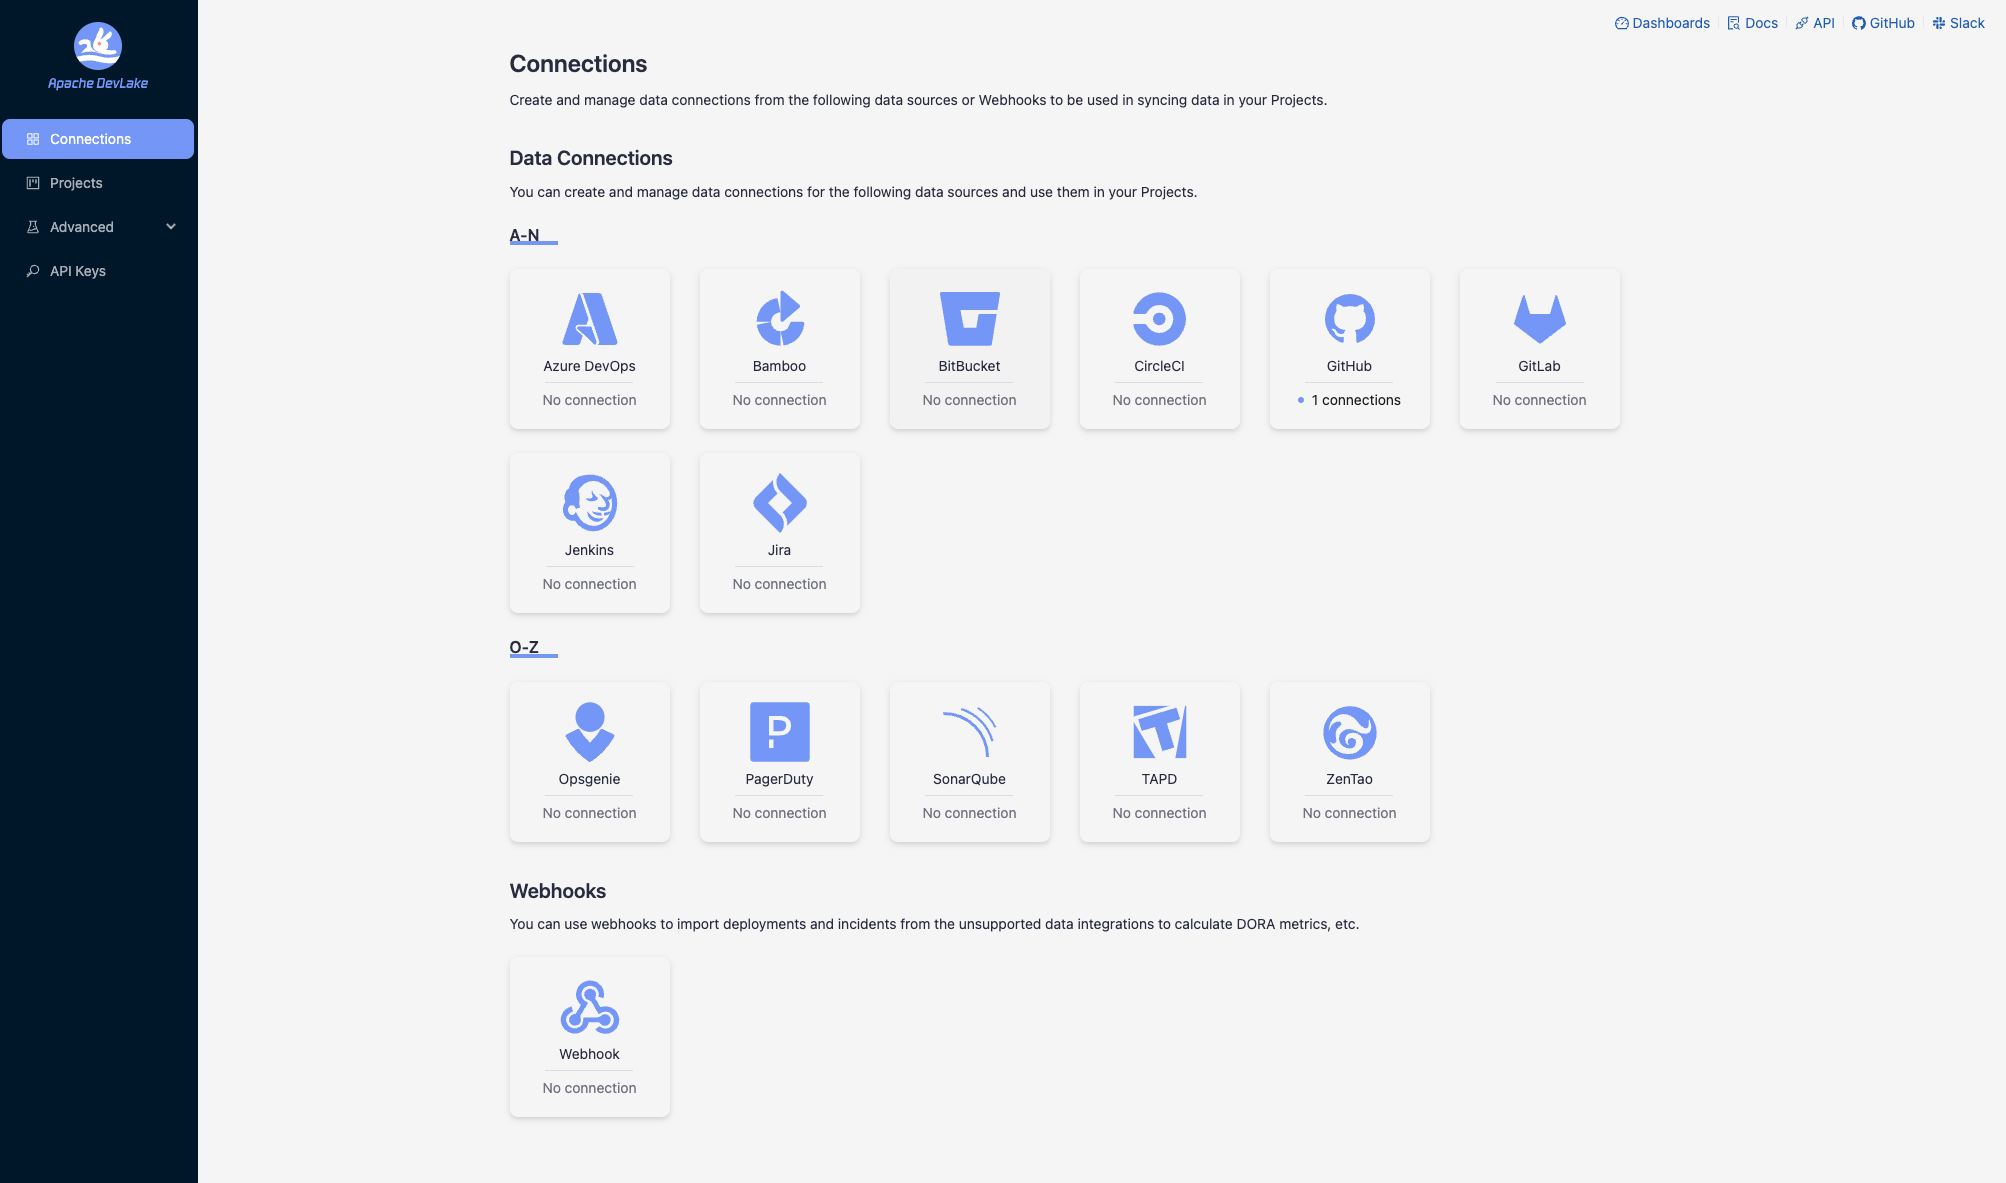 Dashboards
Docs
API
GitHub
Slack
Apache DevLake
Connections
Projects
Advanced
API Keys
Connections
Create and manage data connections from the following data sources or Webhooks to be used in syncing data in your Projects.
Data Connections
You can create and manage data connections for the following data sources and use them in your Projects.
A-N
Azure DevOps
No connection
Bamboo
No connection
BitBucket
No connection
CircleCI
No connection
GitHub
1 connections
GitLab
No connection
Jenkins
No connection
Jira
No connection
O-Z
Opsgenie
No connection
P
PagerDuty
No connection
SonarQube
No connection
TAPD
No connection
ZenTao
No connection
Webhooks
You can use webhooks to import deployments and incidents from the unsupported data integrations to calculate DORA metrics, etc.
Webhook
No connection